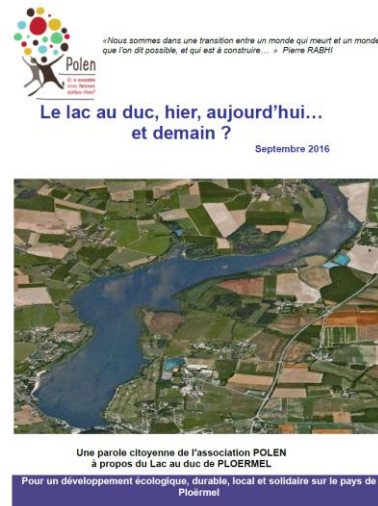 «Nous sommes dans une transition entre un monde qui meurt et un monde
que l'on dit possible, et qui est à construire… » Pierre RABHI
Polen
Et si ensemble
nous faisions
quelque chose?
Le lac au duc, hier, aujourd'hui…
et demain ?
Septembre 2016
Une parole citoyenne de l'association POLEN
à propos du Lac au duc de PLOERMEL
Pour un développement écologique, durable, local et solidaire sur le pays de
Ploërmel